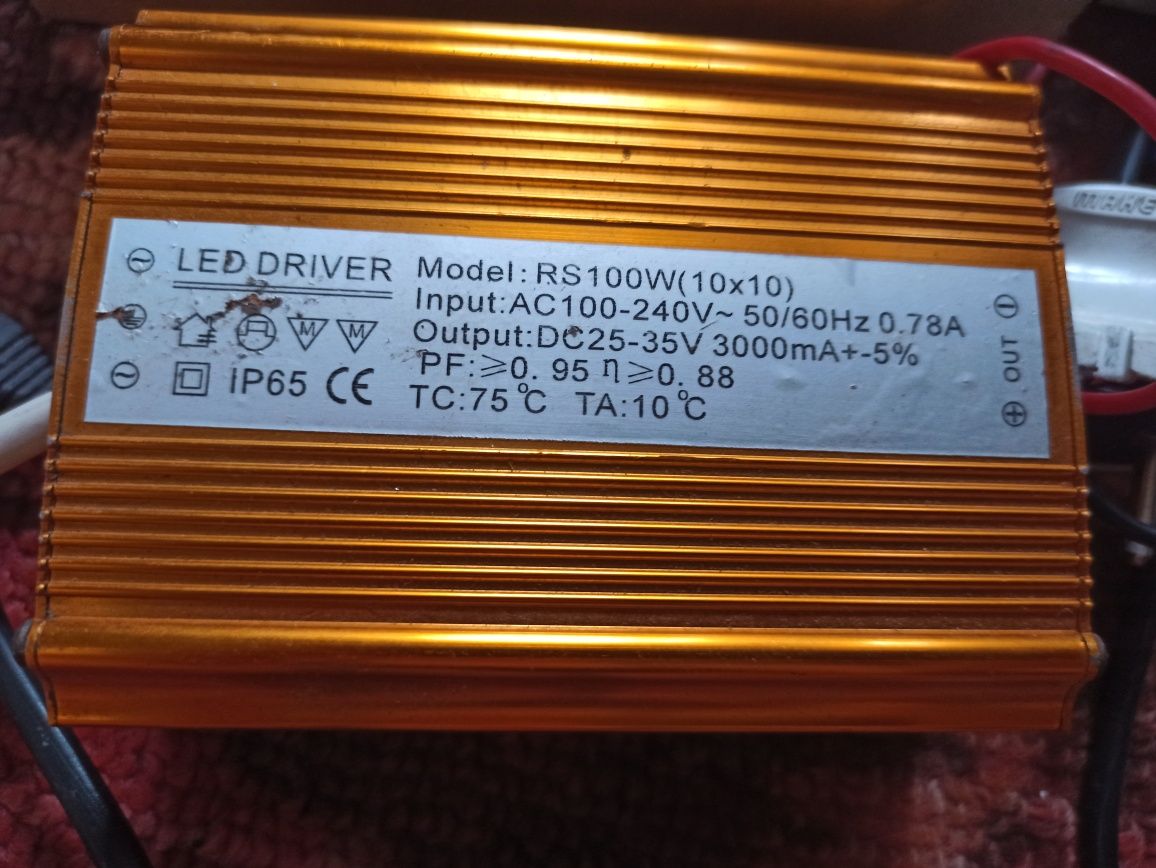 LED DRIVER
M M
IP65 CE
Model: RS100W(10x10)
Input:AC100-240V~ 50/60Hz 0.78A
Output:DC25-35V 3000mA+-5%
PF:⩾0. 95 η⩾0. 88
TC:75℃ TA:10℃
OUT